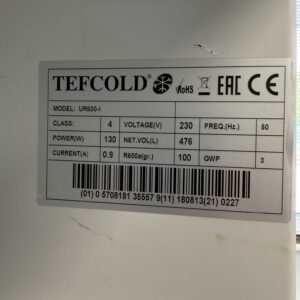 TEFCOLD® RoHS EAC CE
MODEL: UR600-I
CLASS: 4 VOLTAGE(V) 230 FREQ.(Hz.) 50
POWER(W) 130 NET.VOL(L) 476
CURRENT(A) 0.9 R600a(gr.) 100 GWP 3
(01) 0 5708181 35557 9(11) 180813(21) 0227